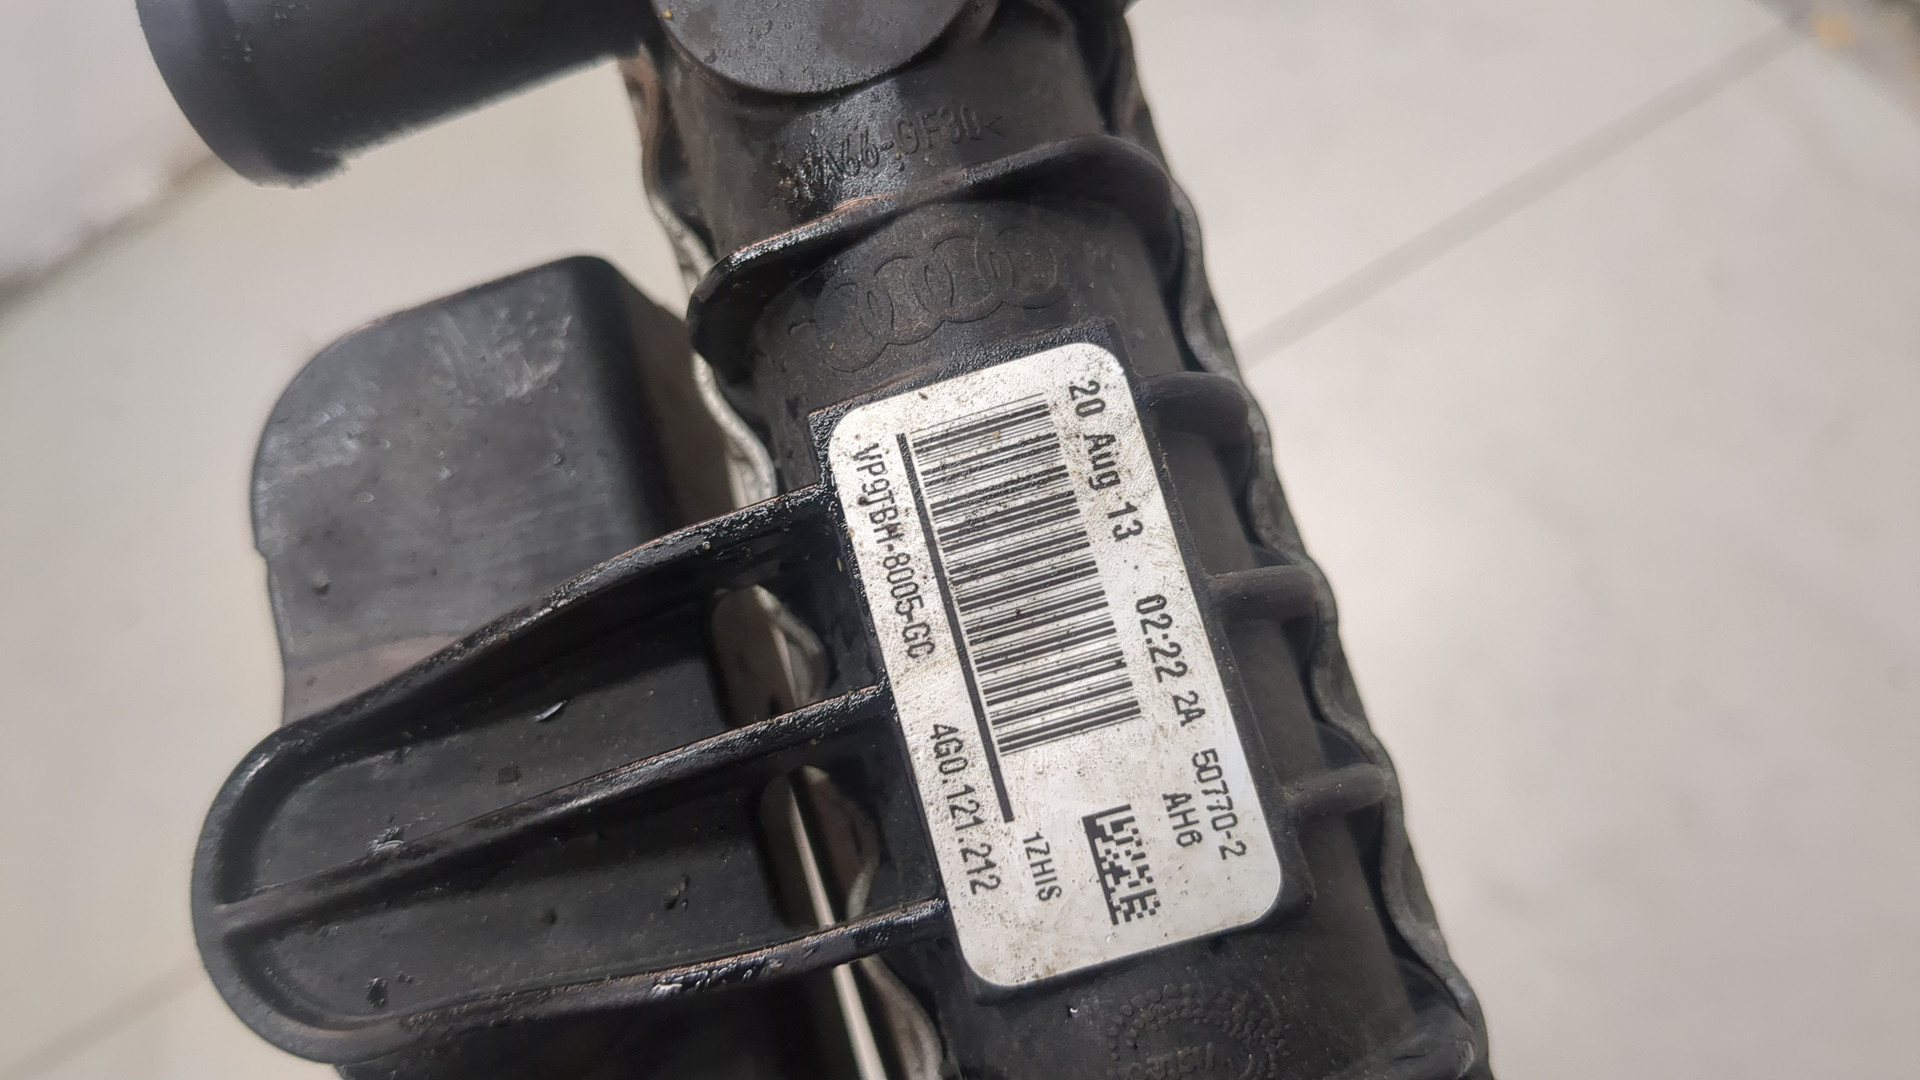 >PA66-GF30<
20 Aug 13 02:22 2A 50770-2
AH6
VP9TBH-8005-GC 4G0.121.212
1ZHIS